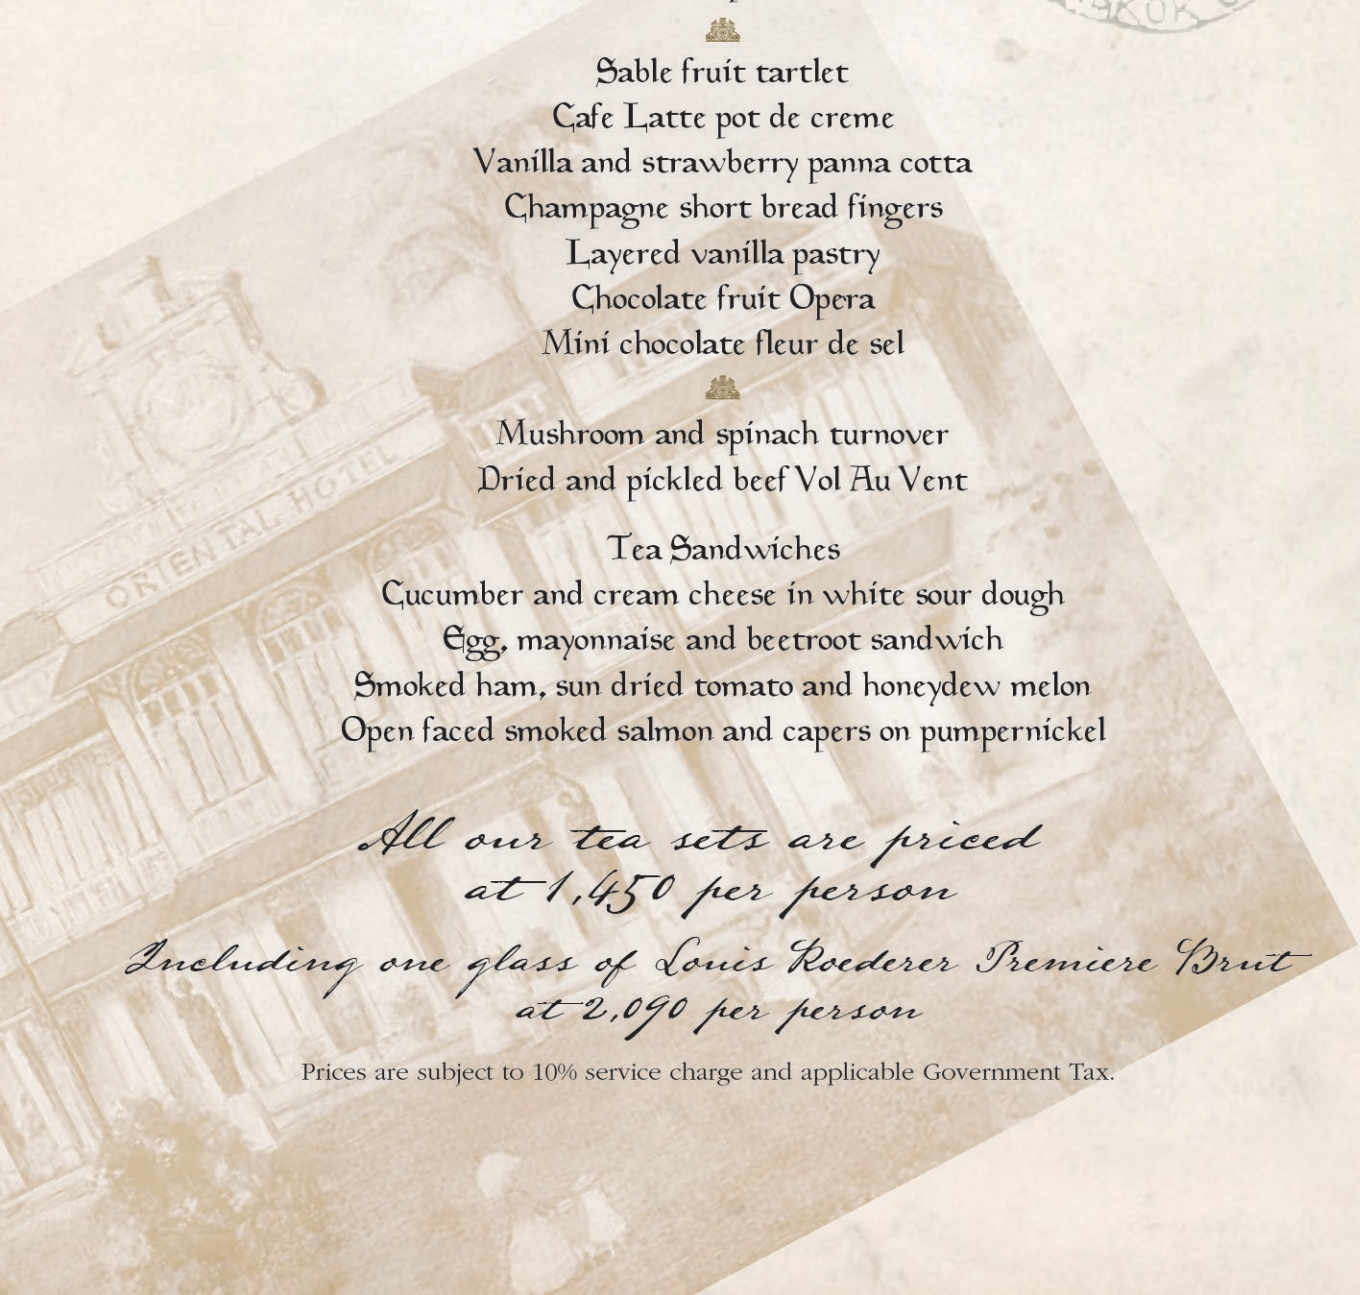 Sable fruit tartlet
Cafe Latte pot de creme
Vanilla and strawberry panna cotta
Champagne short bread fingers
Layered vanilla pastry
Chocolate fruit Opera
Mini chocolate fleur de sel
Mushroom and spinach turnover
Dried and pickled beef Vol Au Vent
Tea Sandwiches
Cucumber and cream cheese in white sour dough
Egg, mayonnaise and beetroot sandwich
Smoked ham, sun dried tomato and honeydew melon
Open faced smoked salmon and capers on pumpernickel
ORIENTAL HOTEL
All our tea sets are priced
at 1,450 per person
Including one glass of Louis Roederer Premiere Brut
at 2,090 per person
Prices are subject to 10% service charge and applicable Government Tax.